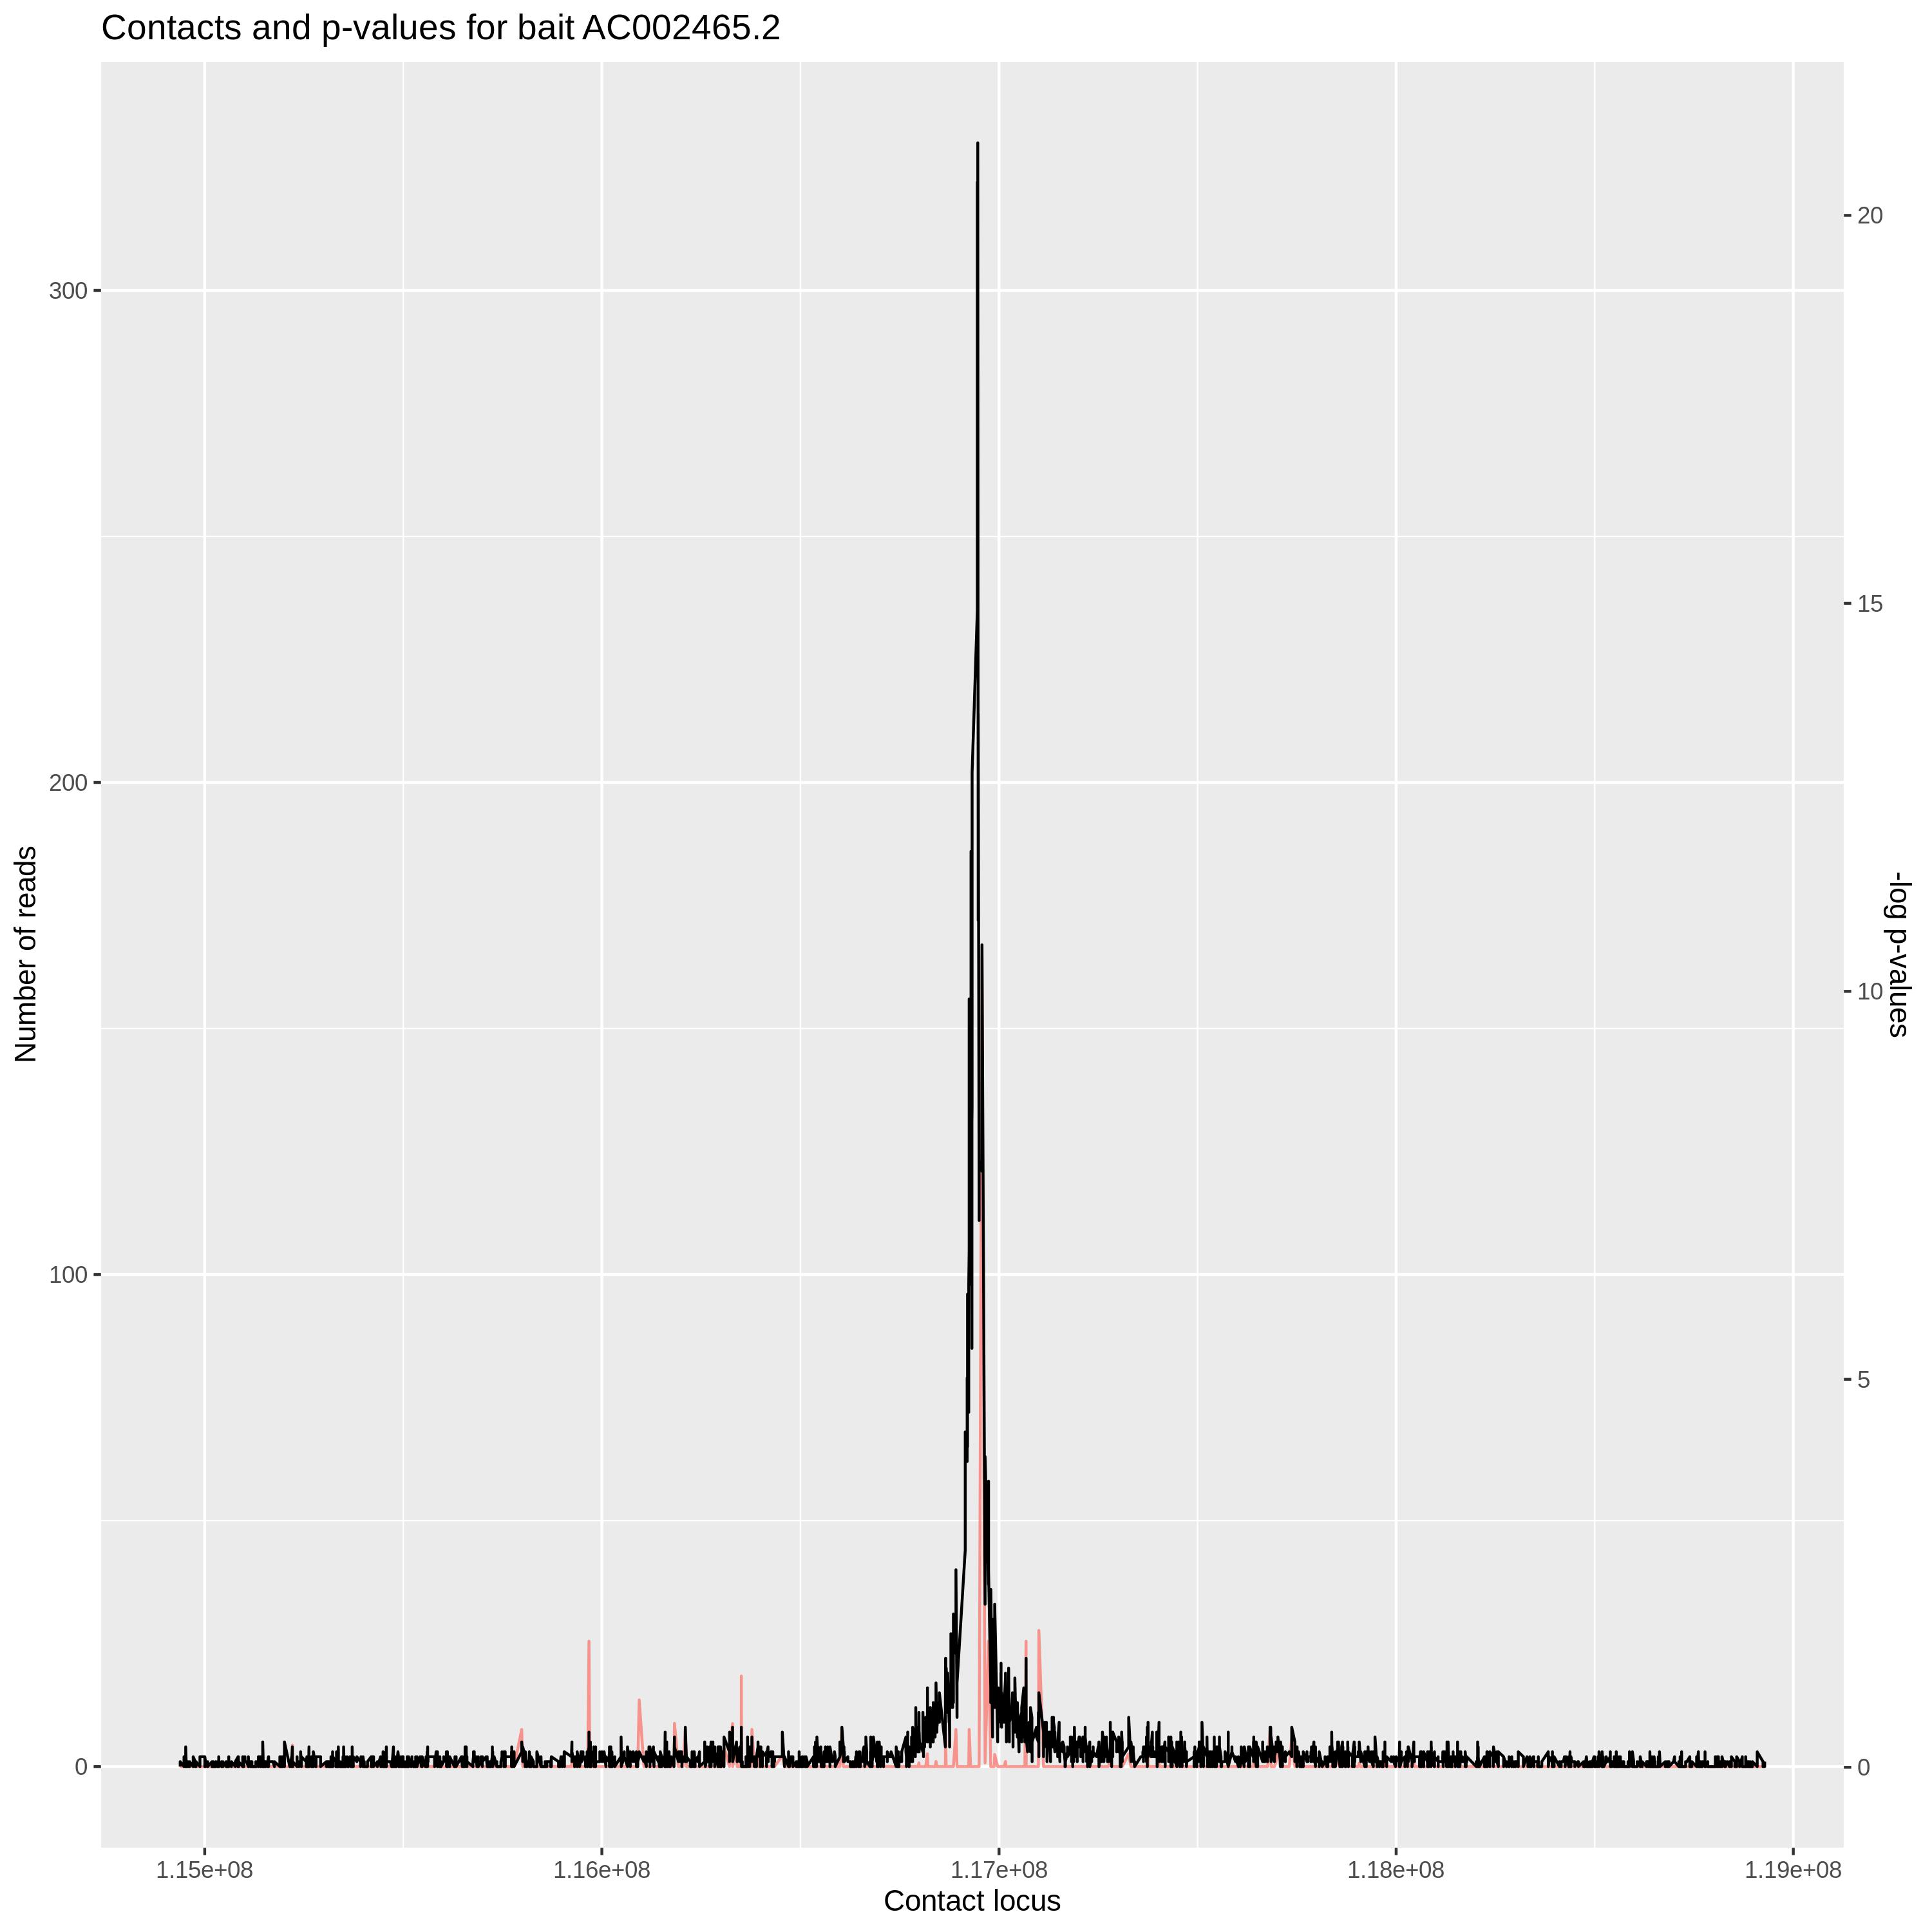 Contacts and p-values for bait AC002465.2
Number of reads
300
200
100
0
20
15
10
5
0
-log p-values
1.15e+08
1.16e+08
1.17e+08
1.18e+08
1.19e+08
Contact locus